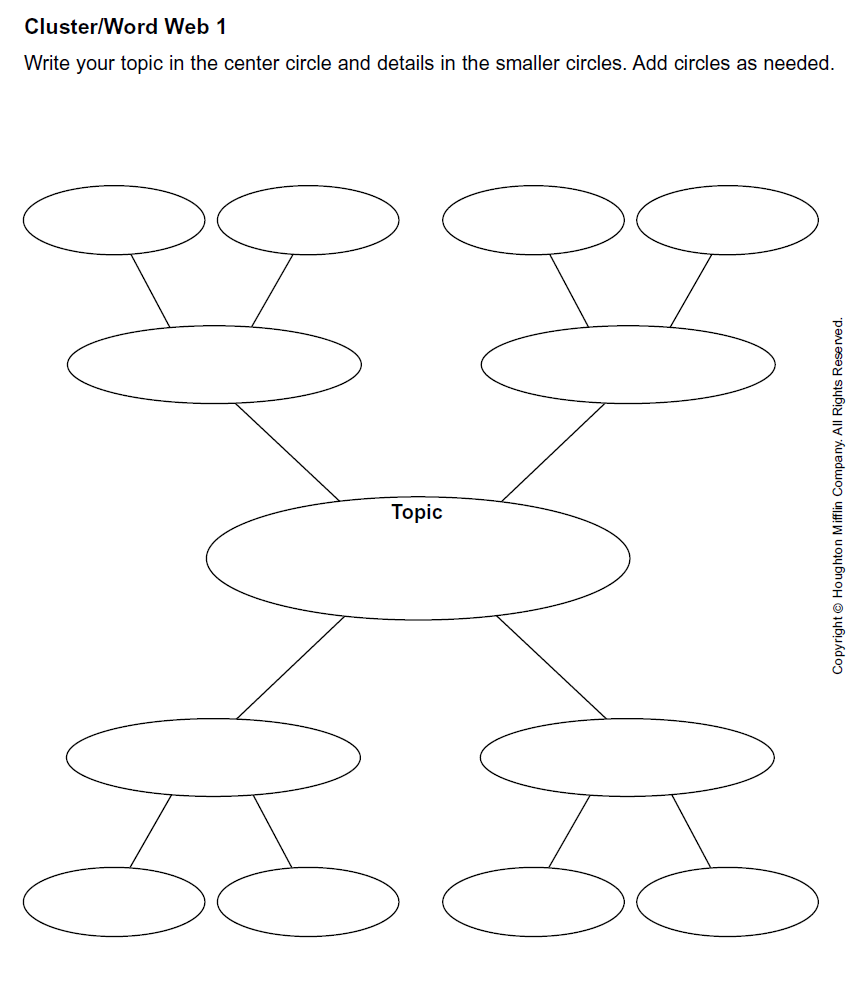 Cluster/Word Web 1
Write your topic in the center circle and details in the smaller circles. Add circles as needed.
Topic
Copyright © Houghton Mifflin Company. All Rights Reserved.